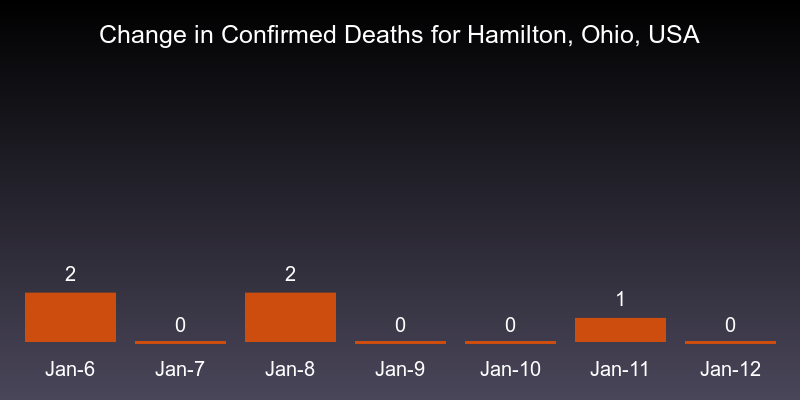 Change in Confirmed Deaths for Hamilton, Ohio, USA
2 0 2 0 0 1 0
Jan-6 Jan-7 Jan-8 Jan-9 Jan-10 Jan-11 Jan-12